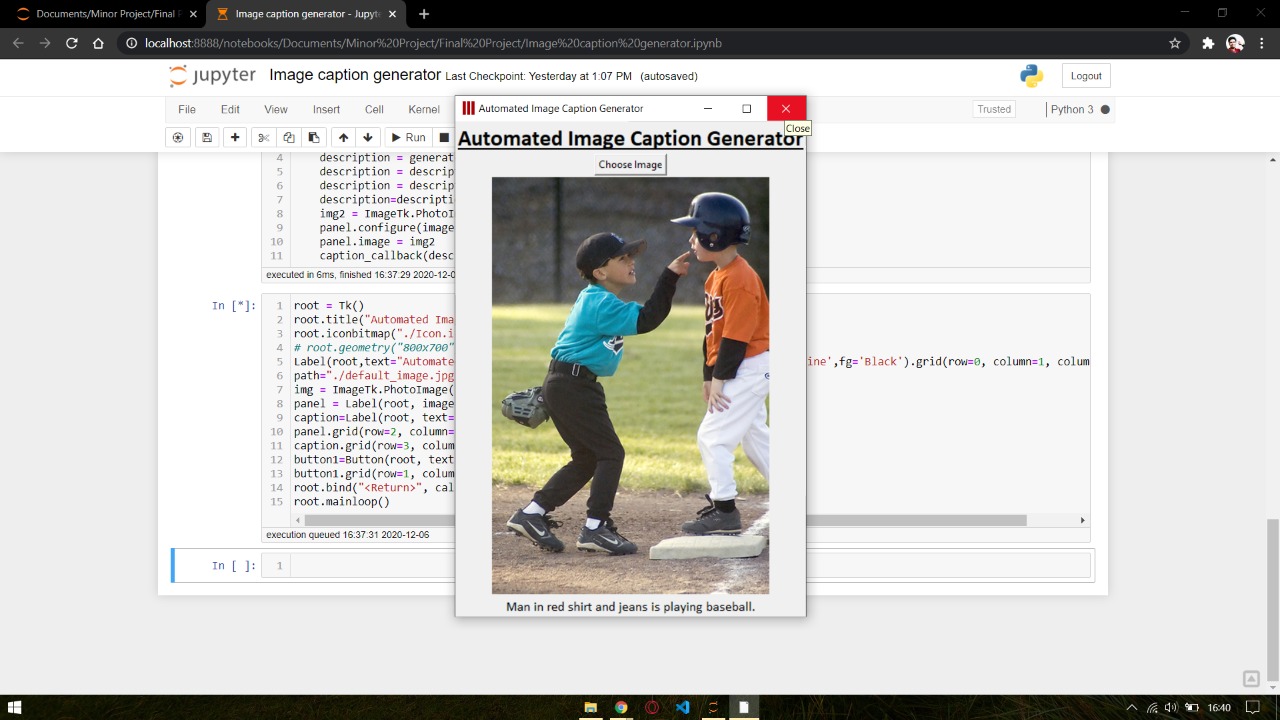 Documents/Minor Project/Final P
Image caption generator - Jupyte
localhost:8888/notebooks/Documents/Minor%20Project/Final%20Project/Image%20caption%20generator.ipynb
jupyter Image caption generator Last Checkpoint: Yesterday at 1:07 PM (autosaved)
Logout
File Edit View Insert Cell Kernel
Trusted
Python 3
Run
Automated Image Caption Generator
Close
Automated Image Caption Generator
Choose Image
4 description = generat
5 description = descrip
6 description = descrip
7 description=descripti
8 img2 = ImageTk.PhotoI
9 panel.configure(image
10 panel.image = img2
11 caption_callback(desc
executed in 6ms, finished 16:37:29 2020-12-0
In [*]:
1 root = Tk()
2 root.title("Automated Ima
3 root.iconbitmap("./Icon.i
4 # root.geometry("800x700"
5 Label(root,text="Automate ine',fg='Black').grid(row=0, column=1, colum
6 path="./default_image.jpg
7 img = ImageTk.PhotoImage(
8 panel = Label(root, image
9 caption=Label(root, text=
10 panel.grid(row=2, column=
11 caption.grid(row=3, colum
12 button1=Button(root, text
13 button1.grid(row=1, colum
14 root.bind("<Return>", cal
15 root.mainloop()
execution queued 16:37:31 2020-12-06
In [ ]: 1
Man in red shirt and jeans is playing baseball.
16:40